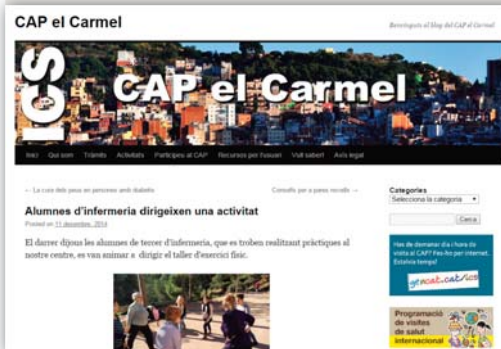 CAP el Carmel
Benvinguts al blog del CAP el Carmel
ICS
CAP el Carmel
Inici Qui som Tràmits Activitats Participeu al CAP Recursos per l'usuari Vull saber! Avís legal
← La cura dels peus en persones amb diabetis
Consells per a pares novells →
Alumnes d'infermeria dirigeixen una activitat
Posted on 11 desembre, 2014
El darrer dijous les alumnes de tercer d'infermeria, que es troben realitzant pràctiques al
nostre centre, es van animar a dirigir el taller d'exercici físic.
Categories
Selecciona la categoria
Cerca
Has de demanar dia i hora de
visita al CAP? Fes-ho per internet.
Estalvia temps!
gencat.cat/ics
Programació
de visites
de salut
internacional